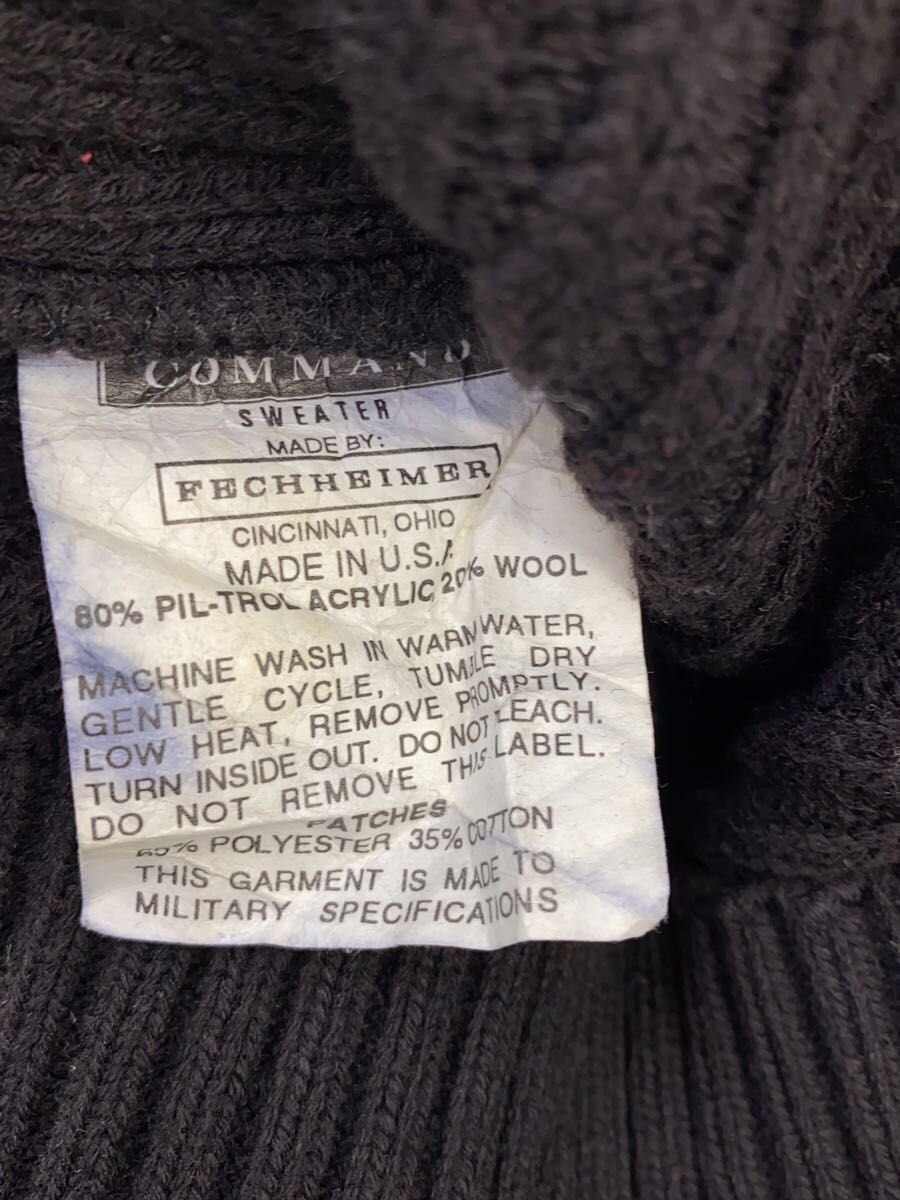 COMMAND
SWEATER
MADE BY:
FECHHEIMER
CINCINNATI, OHIO
MADE IN U.S.A
80% PIL-TROL ACRYLIC, 20% WOOL
MACHINE WASH IN WARM WATER,
GENTLE CYCLE, TUMBLE DRY
LOW HEAT, REMOVE PROMPTLY.
TURN INSIDE OUT. DO NOT BLEACH.
DO NOT REMOVE THIS LABEL.
PATCHES
65% POLYESTER 35% COTTON
THIS GARMENT IS MADE TO
MILITARY SPECIFICATIONS